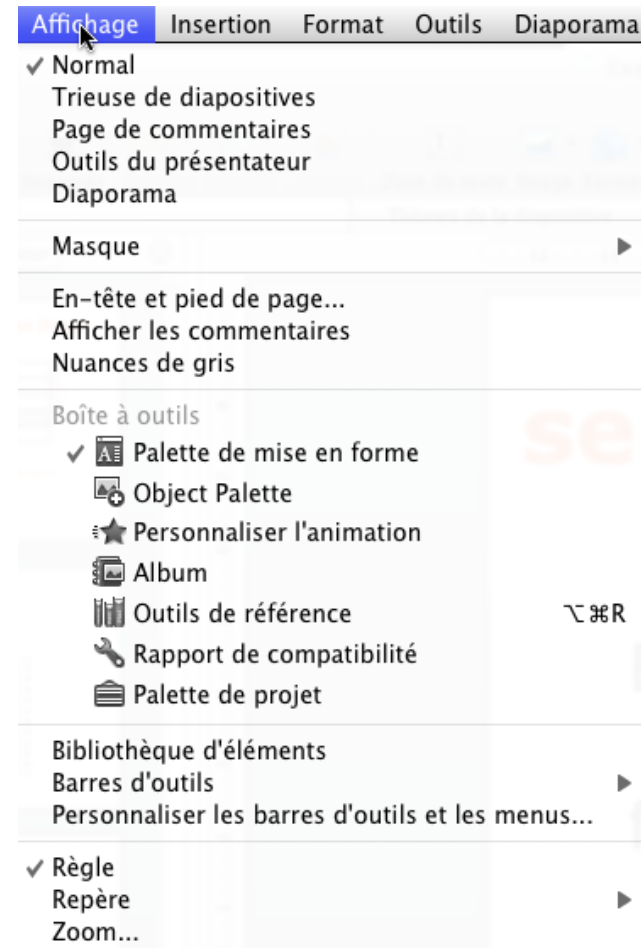 Affichage Insertion Format Outils Diaporama
✓ Normal
Trieuse de diapositives
Page de commentaires
Outils du présentateur
Diaporama
Masque
En-tête et pied de page...
Afficher les commentaires
Nuances de gris
se
Boîte à outils
✓ Palette de mise en forme
Object Palette
Personnaliser l'animation
Album
Outils de référence ⌥⌘R
Rapport de compatibilité
Palette de projet
Bibliothèque d'éléments
Barres d'outils
Personnaliser les barres d'outils et les menus...
✓ Règle
Repère
Zoom...